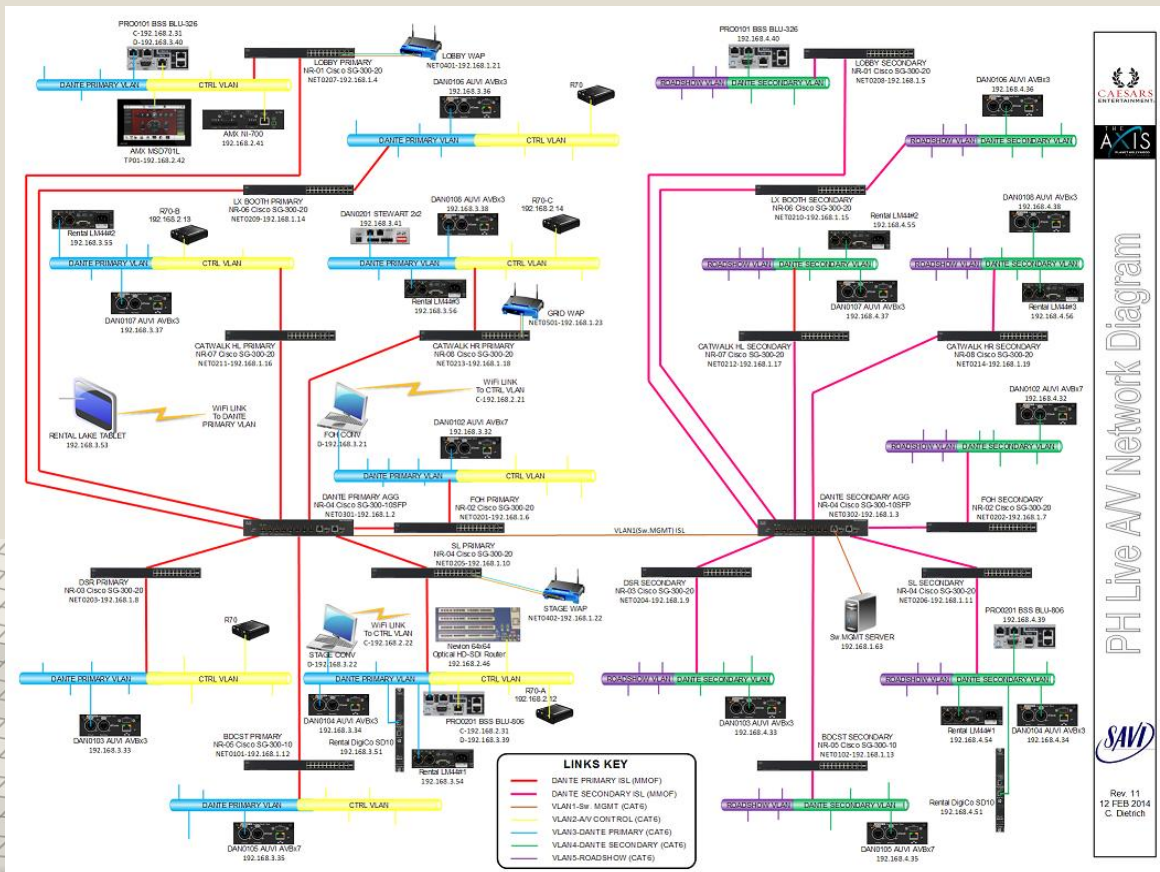 PRO0101 BSS BLU-326
C-192.168.2.31
D-192.168.3.40
LOBBY PRIMARY
NR-01 Cisco SG-300-20
NET0207-192.168.1.4
LOBBY WAP
NET0401-192.168.1.21
DANTE PRIMARY VLAN
CTRL VLAN
AMX MSD701L
TP01-192.168.2.42
AMX NI-700
192.168.2.41
DAN0106 AUVI AVBx3
192.168.3.36
R70
DANTE PRIMARY VLAN
CTRL VLAN
LX BOOTH PRIMARY
NR-06 Cisco SG-300-20
NET0209-192.168.1.14
Rental LM44#2
192.168.3.55
R70-B
192.168.2.13
DANTE PRIMARY VLAN
CTRL VLAN
DAN0107 AUVI AVBx3
192.168.3.37
DAN0201 STEWART 2x2
192.168.3.41
DAN0108 AUVI AVBx3
192.168.3.38
R70-C
192.168.2.14
DANTE PRIMARY VLAN
CTRL VLAN
Rental LM44#3
192.168.3.56
GRID WAP
NET0501-192.168.1.23
CATWALK HL PRIMARY
NR-07 Cisco SG-300-20
NET0211-192.168.1.16
CATWALK HR PRIMARY
NR-08 Cisco SG-300-20
NET0213-192.168.1.18
RENTAL LAKE TABLET
192.168.3.53
WiFi LINK
To DANTE
PRIMARY VLAN
WiFi LINK
To CTRL VLAN
C-192.168.2.21
FOH CONV
D-192.168.3.21
DAN0102 AUVI AVBx7
192.168.3.32
DANTE PRIMARY VLAN
CTRL VLAN
DANTE PRIMARY AGG
NR-04 Cisco SG-300-10SFP
NET0301-192.168.1.2
FOH PRIMARY
NR-02 Cisco SG-300-20
NET0201-192.168.1.6
VLAN1(Sw.MGMT) ISL
DSR PRIMARY
NR-03 Cisco SG-300-20
NET0203-192.168.1.8
SL PRIMARY
NR-04 Cisco SG-300-20
NET0205-192.168.1.10
STAGE WAP
NET0402-192.168.1.22
R70
WiFi LINK
To CTRL VLAN
C-192.168.2.22
STAGE CONV
D-192.168.3.22
Nevion 64x64
Optical HD-SDI Router
192.168.2.46
DANTE PRIMARY VLAN
CTRL VLAN
DANTE PRIMARY VLAN
CTRL VLAN
DAN0103 AUVI AVBx3
192.168.3.33
DAN0104 AUVI AVBx3
192.168.3.34
Rental DigiCo SD10
192.168.3.51
PRO0201 BSS BLU-806
C-192.168.2.31
D-192.168.3.39
R70-A
192.168.2.12
Rental LM44#1
192.168.3.54
BDCST PRIMARY
NR-05 Cisco SG-300-10
NET0101-192.168.1.12
DANTE PRIMARY VLAN
CTRL VLAN
DAN0105 AUVI AVBx7
192.168.3.35
PRO0101 BSS BLU-326
192.168.4.40
LOBBY SECONDARY
NR-01 Cisco SG-300-20
NET0208-192.168.1.5
ROADSHOW VLAN
DANTE SECONDARY VLAN
DAN0106 AUVI AVBx3
192.168.4.36
ROADSHOW VLAN
DANTE SECONDARY VLAN
LX BOOTH SECONDARY
NR-06 Cisco SG-300-20
NET0210-192.168.1.15
Rental LM44#2
192.168.4.55
ROADSHOW VLAN
DANTE SECONDARY VLAN
DAN0107 AUVI AVBx3
192.168.4.37
DAN0108 AUVI AVBx3
192.168.4.38
ROADSHOW VLAN
DANTE SECONDARY VLAN
Rental LM44#3
192.168.4.56
CATWALK HL SECONDARY
NR-07 Cisco SG-300-20
NET0212-192.168.1.17
CATWALK HR SECONDARY
NR-08 Cisco SG-300-20
NET0214-192.168.1.19
DAN0102 AUVI AVBx7
192.168.4.32
ROADSHOW VLAN
DANTE SECONDARY VLAN
DANTE SECONDARY AGG
NR-04 Cisco SG-300-10SFP
NET0302-192.168.1.3
FOH SECONDARY
NR-02 Cisco SG-300-20
NET0202-192.168.1.7
DSR SECONDARY
NR-03 Cisco SG-300-20
NET0204-192.168.1.9
SL SECONDARY
NR-04 Cisco SG-300-20
NET0206-192.168.1.11
Sw. MGMT SERVER
192.168.1.63
PRO0201 BSS BLU-806
192.168.4.39
ROADSHOW VLAN
DANTE SECONDARY VLAN
ROADSHOW VLAN
DANTE SECONDARY VLAN
DAN0103 AUVI AVBx3
192.168.4.33
Rental LM44#1
192.168.4.54
DAN0104 AUVI AVBx3
192.168.4.34
BDCST SECONDARY
NR-05 Cisco SG-300-10
NET0102-192.168.1.13
Rental DigiCo SD10
192.168.4.51
ROADSHOW VLAN
DANTE SECONDARY VLAN
DAN0105 AUVI AVBx7
192.168.4.35
LINKS KEY
DANTE PRIMARY ISL (MMOF)
DANTE SECONDARY ISL (MMOF)
VLAN1-Sw. MGMT (CAT6)
VLAN2-A/V CONTROL (CAT6)
VLAN3-DANTE PRIMARY (CAT6)
VLAN4-DANTE SECONDARY (CAT6)
VLAN5-ROADSHOW (CAT6)
CAESARS
ENTERTAINMENT
THE
AXIS
PLANET HOLLYWOOD
PH Live A/V Network Diagram
SAVI
Rev. 11
12 FEB 2014
C. Dietrich